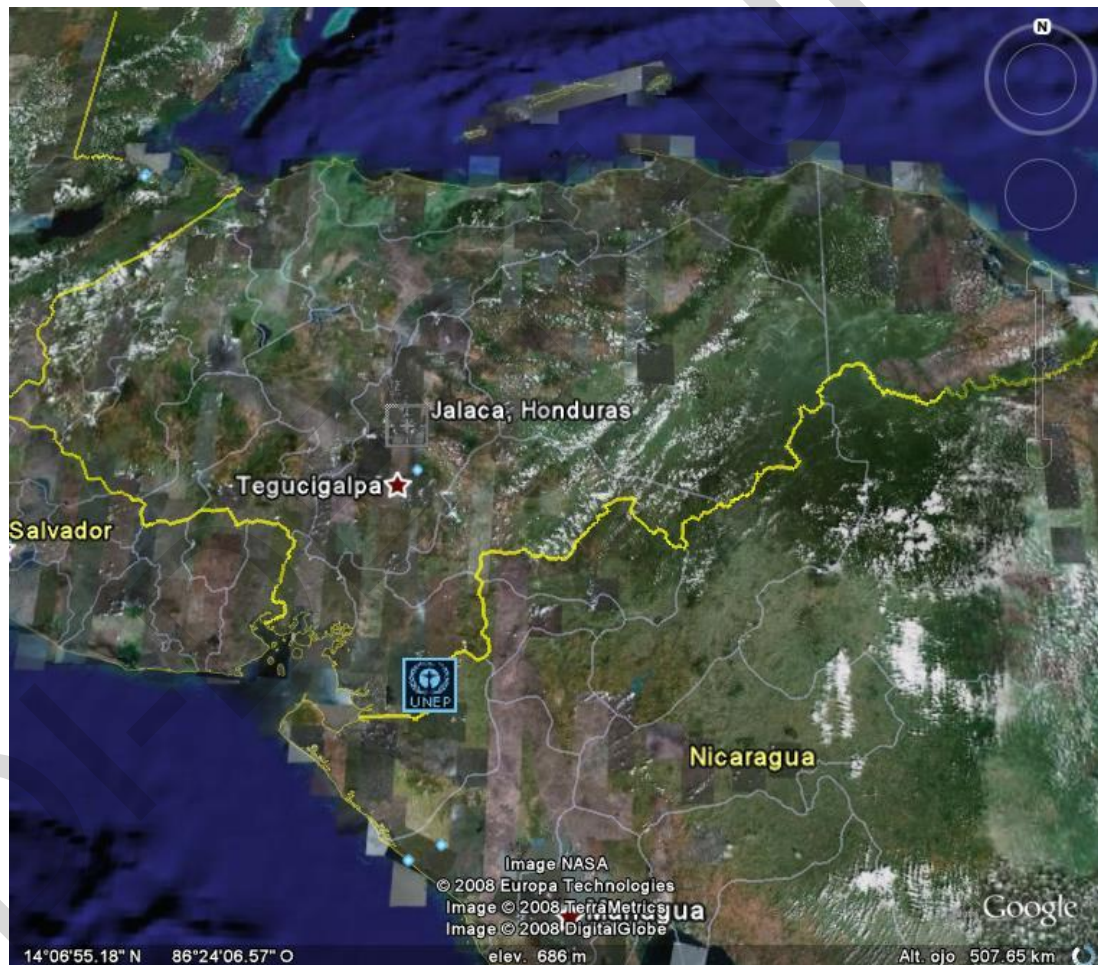 N
Jalaca, Honduras
Tegucigalpa
Salvador
UNEP
Nicaragua
Image NASA
© 2008 Europa Technologies
Image © 2008 TerraMetrics
Managua
Image © 2008 DigitalGlobe
Google
14°06'55.18" N 86°24'06.57" O elev. 686 m Alt. ojo 507.65 km